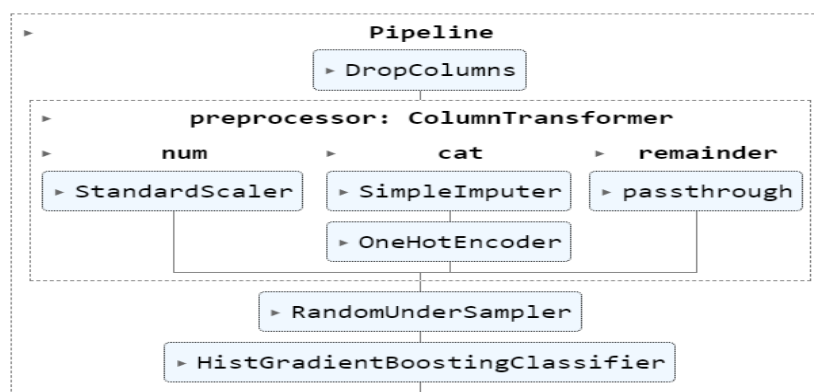 Pipeline
DropColumns
preprocessor: ColumnTransformer
num cat remainder
StandardScaler SimpleImputer passthrough
OneHotEncoder
RandomUnderSampler
HistGradientBoostingClassifier